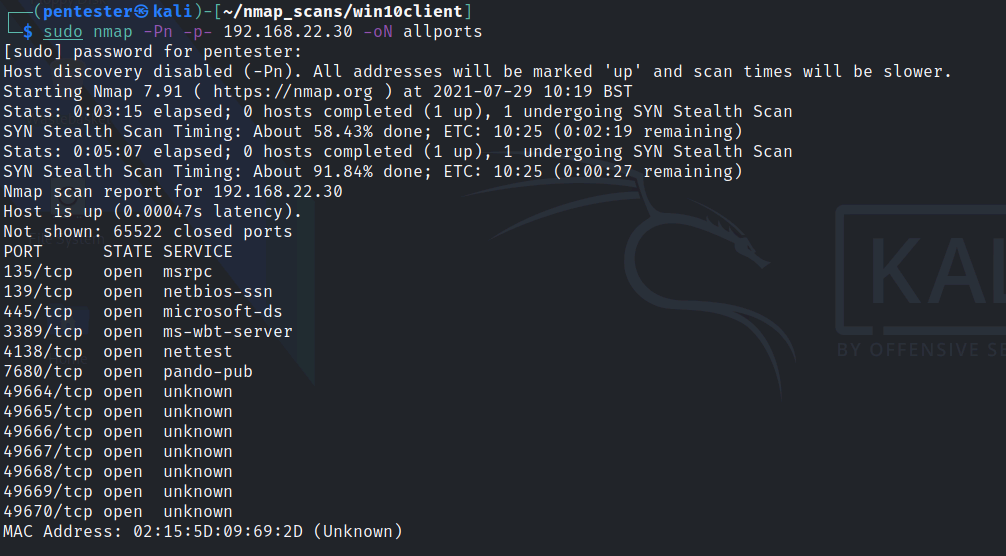 ┌──(pentester㉿kali)-[~/nmap_scans/win10client]
└─$ sudo nmap -Pn -p- 192.168.22.30 -oN allports
[sudo] password for pentester:
Host discovery disabled (-Pn). All addresses will be marked 'up' and scan times will be slower.
Starting Nmap 7.91 ( https://nmap.org ) at 2021-07-29 10:19 BST
Stats: 0:03:15 elapsed; 0 hosts completed (1 up), 1 undergoing SYN Stealth Scan
SYN Stealth Scan Timing: About 58.43% done; ETC: 10:25 (0:02:19 remaining)
Stats: 0:05:07 elapsed; 0 hosts completed (1 up), 1 undergoing SYN Stealth Scan
SYN Stealth Scan Timing: About 91.84% done; ETC: 10:25 (0:00:27 remaining)
Nmap scan report for 192.168.22.30
Host is up (0.00047s latency).
Not shown: 65522 closed ports
PORT      STATE SERVICE
135/tcp   open  msrpc
139/tcp   open  netbios-ssn
445/tcp   open  microsoft-ds
3389/tcp  open  ms-wbt-server
4138/tcp  open  nettest
7680/tcp  open  pando-pub
49664/tcp open  unknown
49665/tcp open  unknown
49666/tcp open  unknown
49667/tcp open  unknown
49668/tcp open  unknown
49669/tcp open  unknown
49670/tcp open  unknown
MAC Address: 02:15:5D:09:69:2D (Unknown)
KAL
BY OFFENSIVE SE